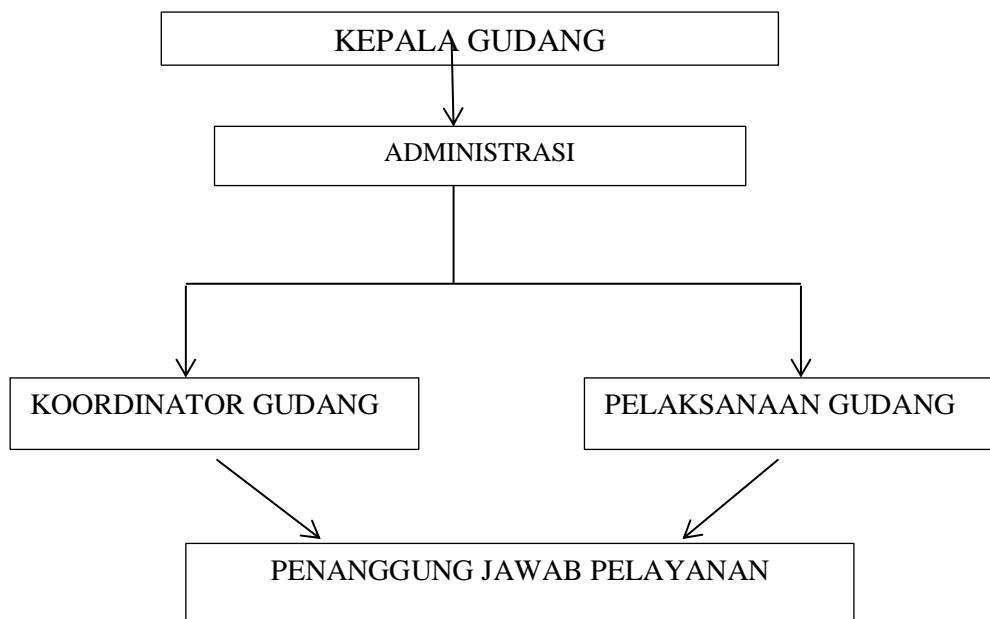 KEPALA GUDANG
ADMINISTRASI
KOORDINATOR GUDANG
PELAKSANAAN GUDANG
PENANGGUNG JAWAB PELAYANAN